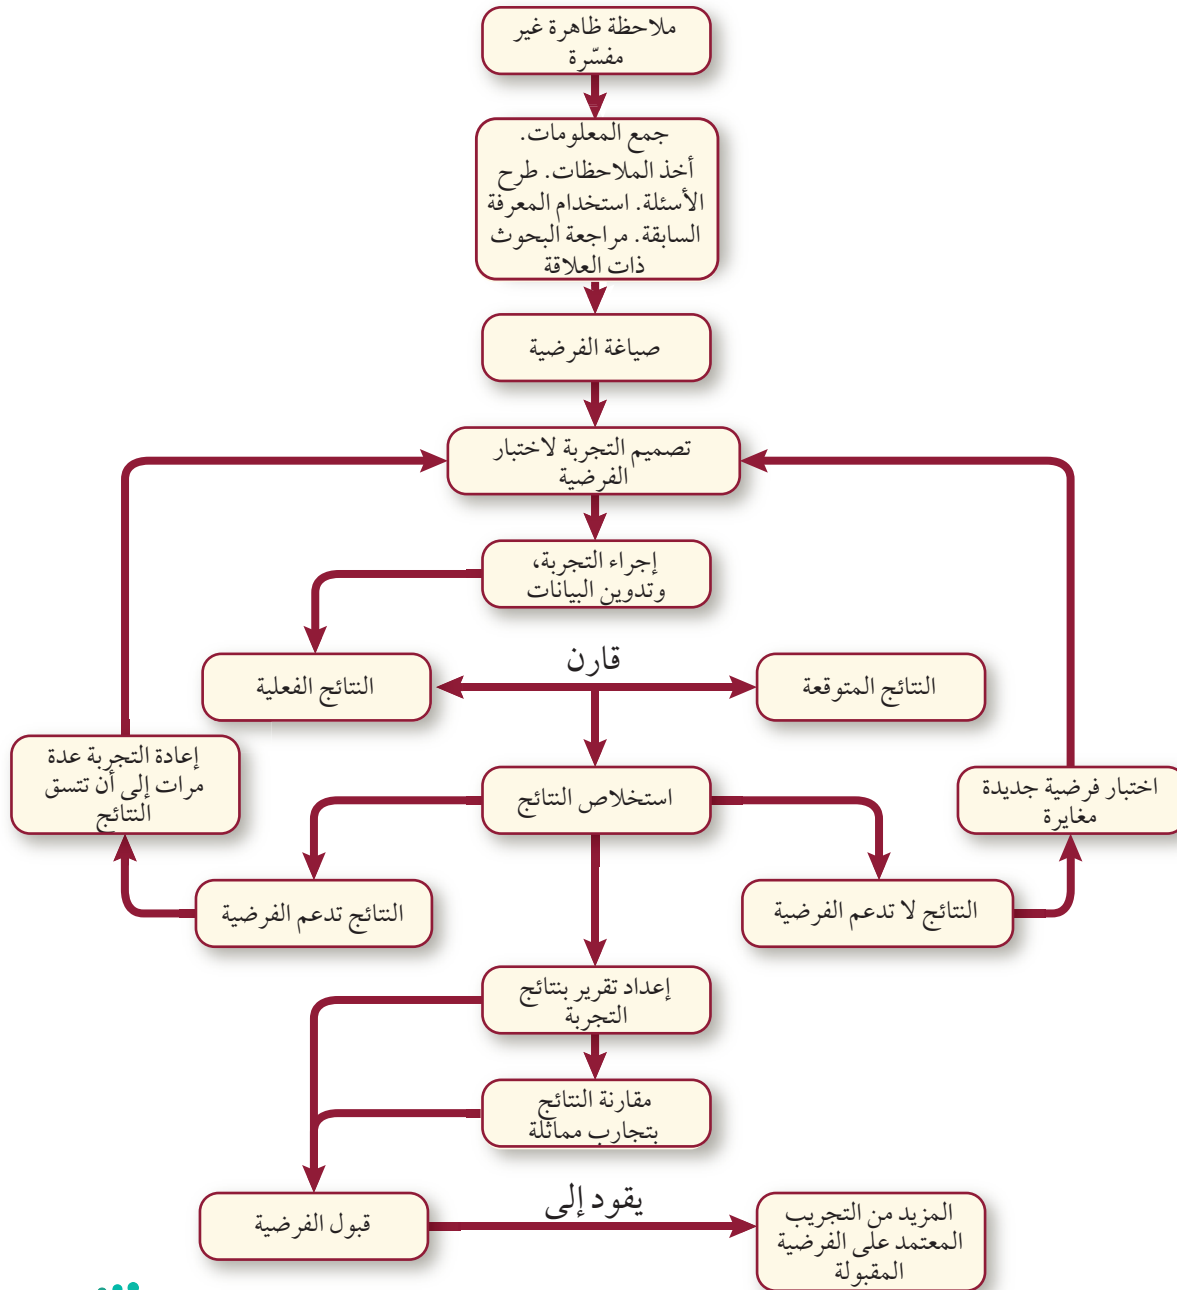 ملاحظة ظاهرة غير
مفسّرة
جمع المعلومات.
أخذ الملاحظات. طرح
الأسئلة. استخدام المعرفة
السابقة. مراجعة البحوث
ذات العلاقة
صياغة الفرضية
تصميم التجربة لاختبار
الفرضية
إجراء التجربة،
وتدوين البيانات
قارن
النتائج المتوقعة
النتائج الفعلية
اختبار فرضية جديدة
مغايرة
استخلاص النتائج
إعادة التجربة عدة
مرات إلى أن تتسق
النتائج
النتائج لا تدعم الفرضية
النتائج تدعم الفرضية
إعداد تقرير بنتائج
التجربة
مقارنة النتائج
بتجارب مماثلة
قبول الفرضية
يقود إلى
المزيد من التجريب
المعتمد على الفرضية
المقبولة